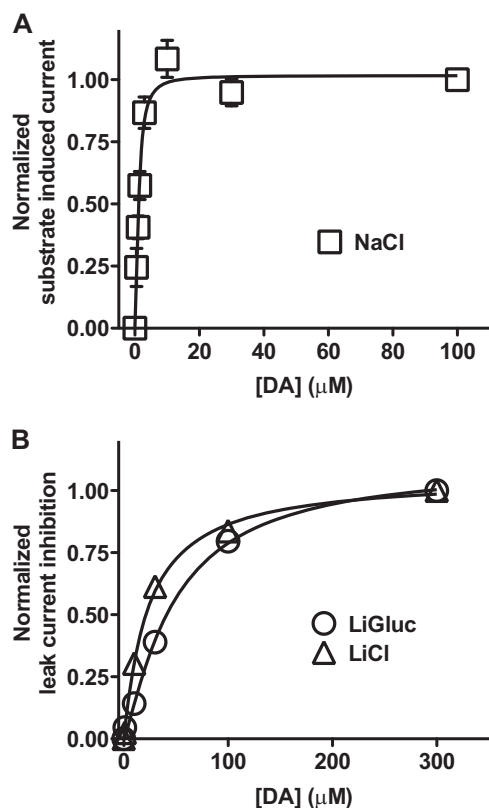 A
Normalized
substrate induced current
1.00
0.75
0.50
0.25
0.00
NaCl
0 20 40 60 80 100
[DA] (μM)
B
Normalized
leak current inhibition
1.00
0.75
0.50
0.25
0.00
LiGluc
LiCl
0 100 200 300
[DA] (μM)